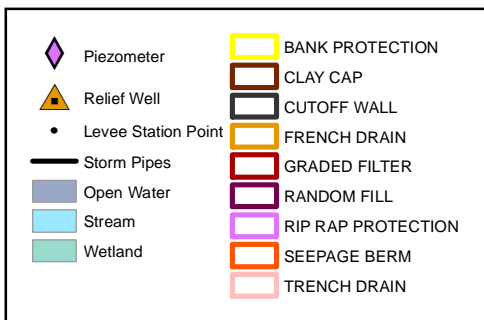 Piezometer
Relief Well
Levee Station Point
Storm Pipes
Open Water
Stream
Wetland
BANK PROTECTION
CLAY CAP
CUTOFF WALL
FRENCH DRAIN
GRADED FILTER
RANDOM FILL
RIP RAP PROTECTION
SEEPAGE BERM
TRENCH DRAIN